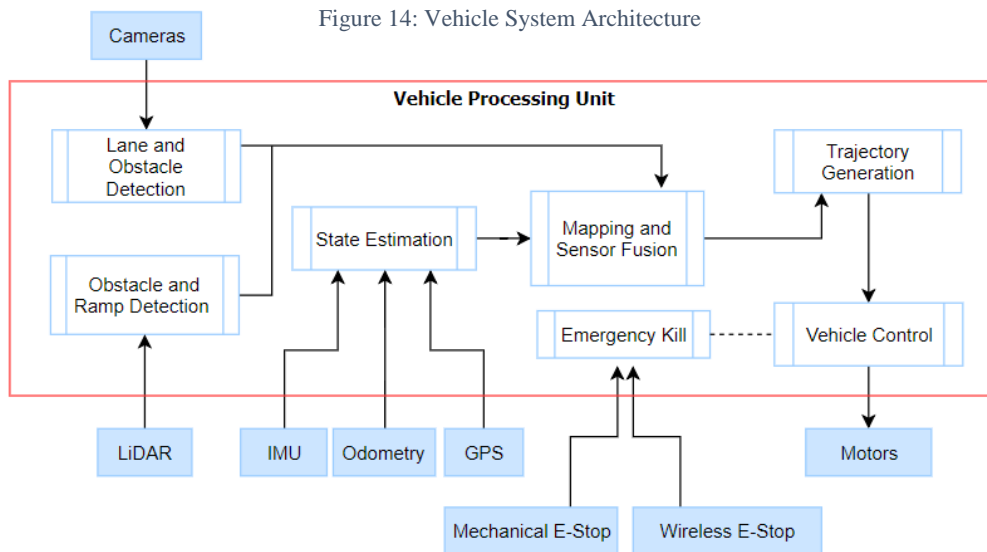 Figure 14: Vehicle System Architecture
Cameras
Vehicle Processing Unit
Lane and
Obstacle
Detection
Trajectory
Generation
State Estimation
Mapping and
Sensor Fusion
Obstacle and
Ramp Detection
Emergency Kill
Vehicle Control
LiDAR
IMU
Odometry
GPS
Motors
Mechanical E-Stop
Wireless E-Stop